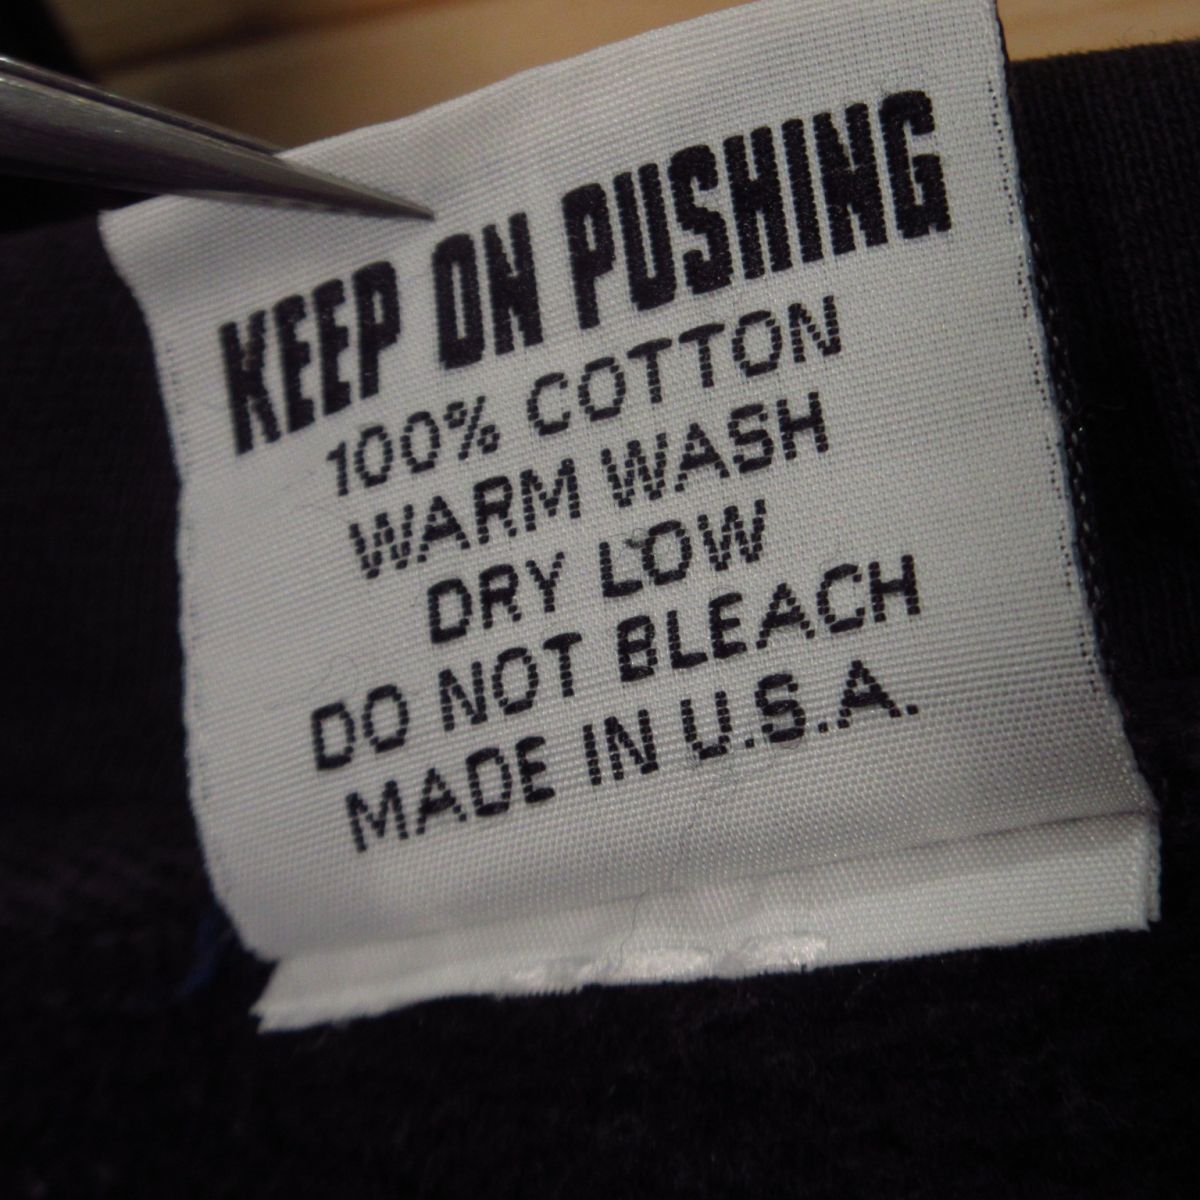 KEEP ON PUSHING
100% COTTON
WARM WASH
DRY LOW
DO NOT BLEACH
MADE IN U.S.A.